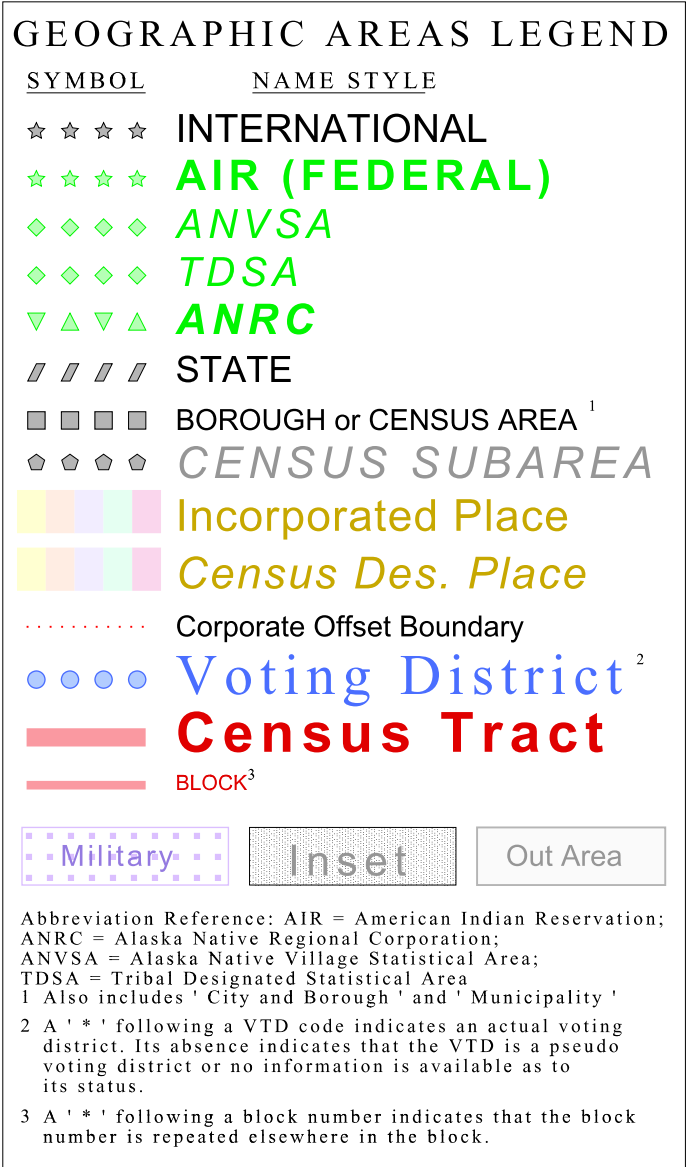 GEOGRAPHIC AREAS LEGEND
SYMBOL NAME STYLE
INTERNATIONAL
AIR (FEDERAL)
ANVSA
TDSA
ANRC
STATE
BOROUGH or CENSUS AREA 1
CENSUS SUBAREA
Incorporated Place
Census Des. Place
Corporate Offset Boundary
Voting District 2
Census Tract
BLOCK3
Military Inset Out Area
Abbreviation Reference: AIR = American Indian Reservation;
ANRC = Alaska Native Regional Corporation;
ANVSA = Alaska Native Village Statistical Area;
TDSA = Tribal Designated Statistical Area
1 Also includes ' City and Borough ' and ' Municipality '
2 A ' * ' following a VTD code indicates an actual voting
district. Its absence indicates that the VTD is a pseudo
voting district or no information is available as to
its status.
3 A ' * ' following a block number indicates that the block
number is repeated elsewhere in the block.